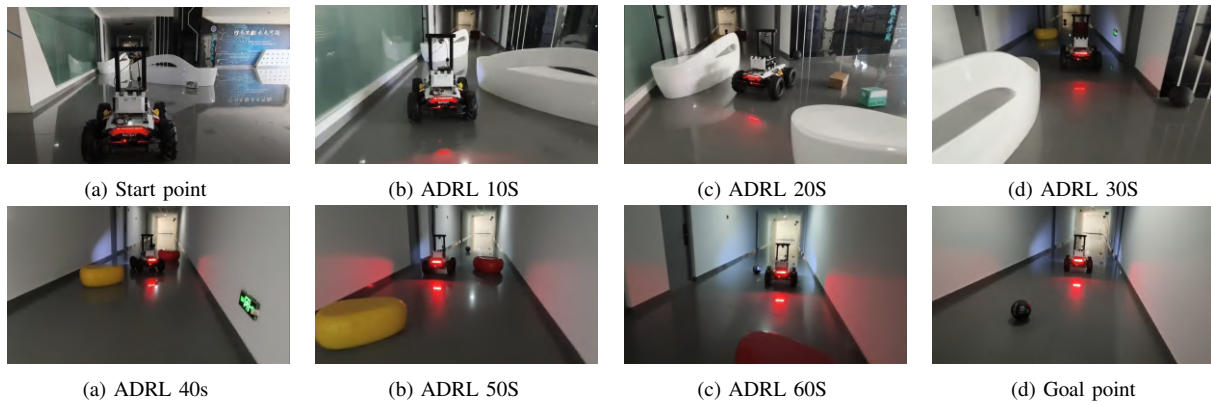 (a) Start point
(b) ADRL 10S
(c) ADRL 20S
(d) ADRL 30S
(a) ADRL 40s
(b) ADRL 50S
(c) ADRL 60S
(d) Goal point